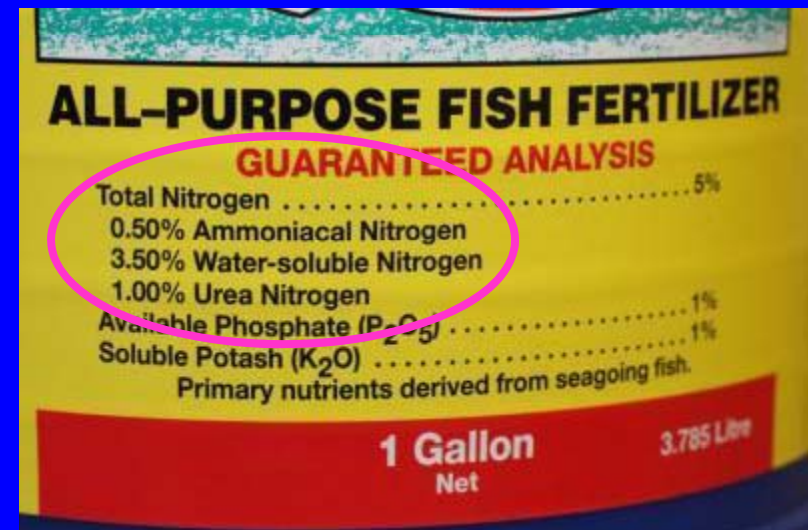 ALL–PURPOSE FISH FERTILIZER
GUARANTEED ANALYSIS
Total Nitrogen . . . . . . . . . . . . . . . . . . . . . . . . . . . . . . 5%
0.50% Ammoniacal Nitrogen
3.50% Water-soluble Nitrogen
1.00% Urea Nitrogen
Available Phosphate (P2O5) . . . . . . . . . . . . . . . . . . 1%
Soluble Potash (K2O) . . . . . . . . . . . . . . . . . . . . . . . 1%
Primary nutrients derived from seagoing fish.
1 Gallon 3.785 Litre
Net